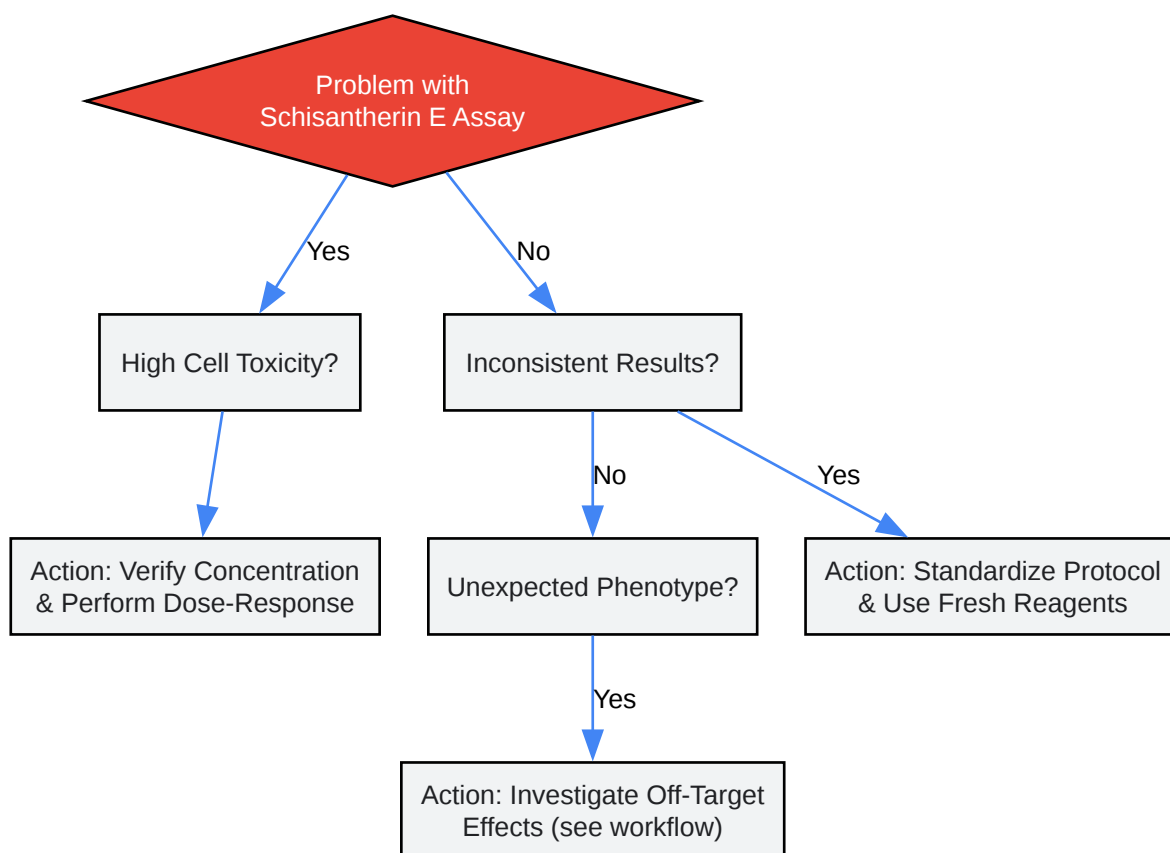 Problem with
Schisantherin E Assay
Yes
No
High Cell Toxicity?
Inconsistent Results?
No
Yes
Action: Verify Concentration
& Perform Dose-Response
Unexpected Phenotype?
Action: Standardize Protocol
& Use Fresh Reagents
Yes
Action: Investigate Off-Target
Effects (see workflow)